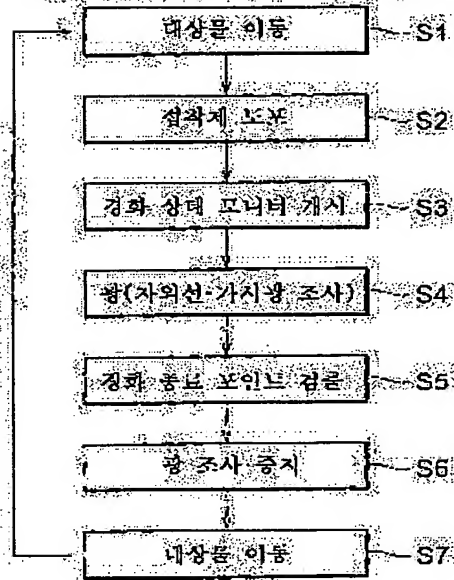 대상물 이동 S1
접착제 도포 S2
경화 상태 모니터 개시 S3
광(자외선·가시광 조사) S4
경화 종료 포인트 검출 S5
광 조사 중지 S6
대상물 이동 S7